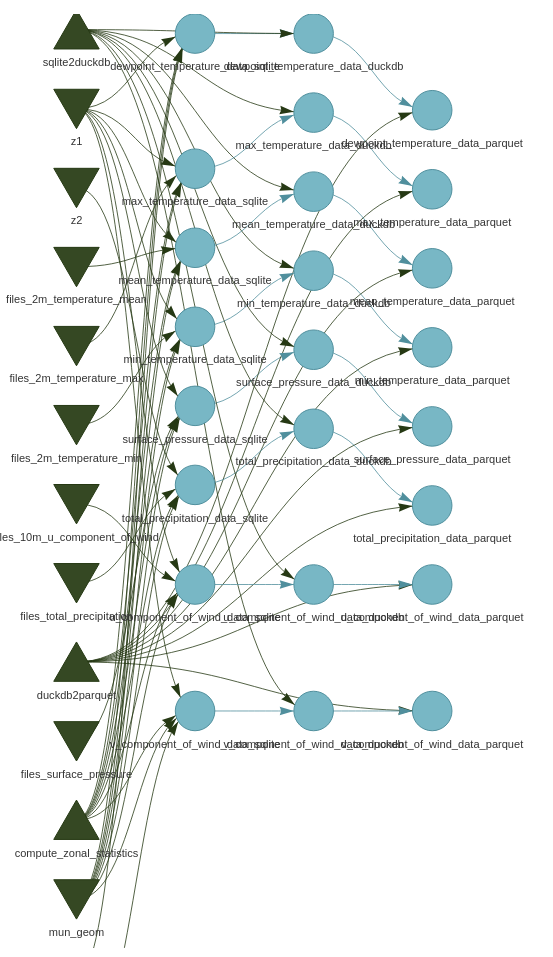 sqlite2duckdb
dewpoint_temperature_data_sqlite
dewpoint_temperature_data_duckdb
z1
max_temperature_data_duckdb
dewpoint_temperature_data_parquet
z2
max_temperature_data_sqlite
mean_temperature_data_duckdb
max_temperature_data_parquet
files_2m_temperature_mean
mean_temperature_data_sqlite
min_temperature_data_duckdb
mean_temperature_data_parquet
files_2m_temperature_max
min_temperature_data_sqlite
surface_pressure_data_duckdb
min_temperature_data_parquet
files_2m_temperature_min
surface_pressure_data_sqlite
total_precipitation_data_duckdb
surface_pressure_data_parquet
files_10m_u_component_of_wind
total_precipitation_data_sqlite
total_precipitation_data_parquet
files_total_precipitation
u_component_of_wind_data_sqlite
u_component_of_wind_data_duckdb
u_component_of_wind_data_parquet
duckdb2parquet
files_surface_pressure
v_component_of_wind_data_sqlite
v_component_of_wind_data_duckdb
v_component_of_wind_data_parquet
compute_zonal_statistics
mun_geom